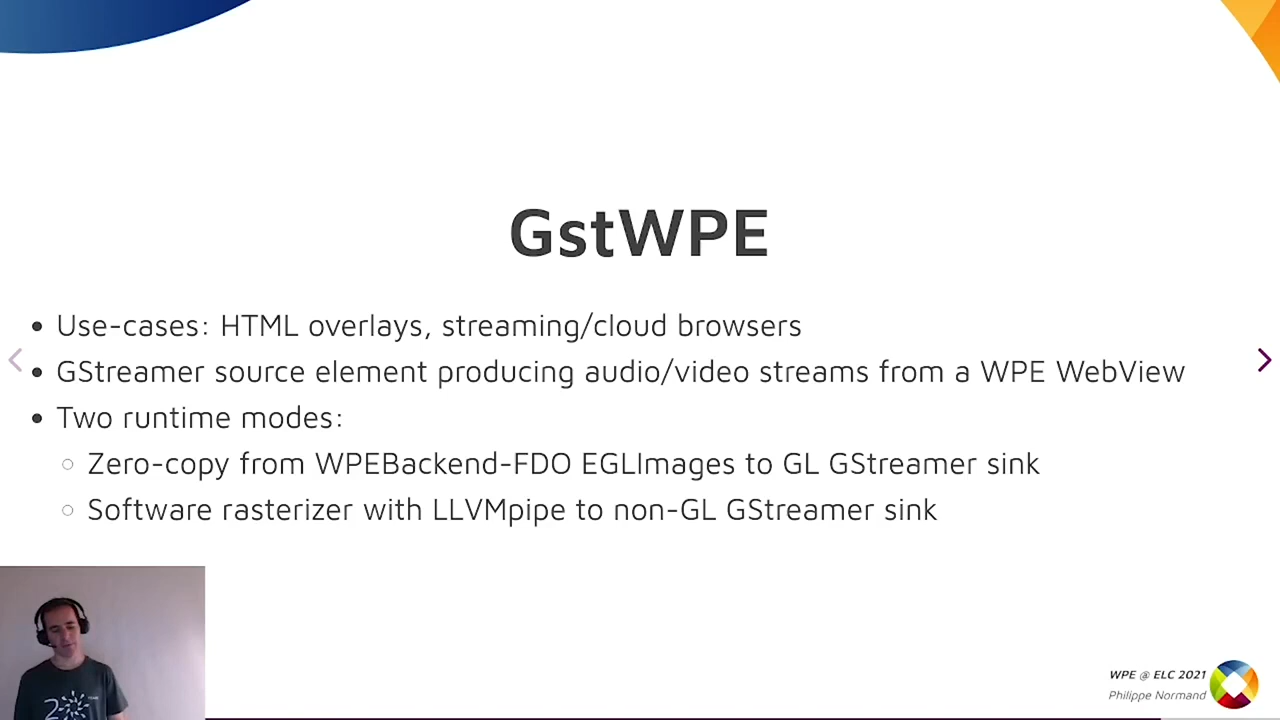 GstWPE
Use-cases: HTML overlays, streaming/cloud browsers
GStreamer source element producing audio/video streams from a WPE WebView
Two runtime modes:
Zero-copy from WPEBackend-FDO EGLImages to GL GStreamer sink
Software rasterizer with LLVMpipe to non-GL GStreamer sink
WPE @ ELC 2021
Philippe Normand